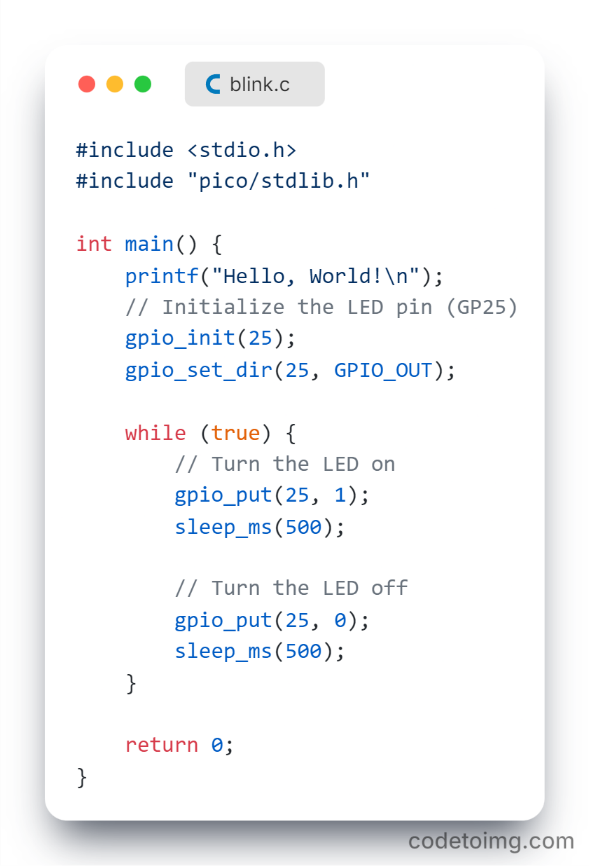 blink.c
#include <stdio.h>
#include "pico/stdlib.h"
int main() {
    printf("Hello, World!\n");
    // Initialize the LED pin (GP25)
    gpio_init(25);
    gpio_set_dir(25, GPIO_OUT);
    while (true) {
        // Turn the LED on
        gpio_put(25, 1);
        sleep_ms(500);
        // Turn the LED off
        gpio_put(25, 0);
        sleep_ms(500);
    }
    return 0;
}
codetoimg.com